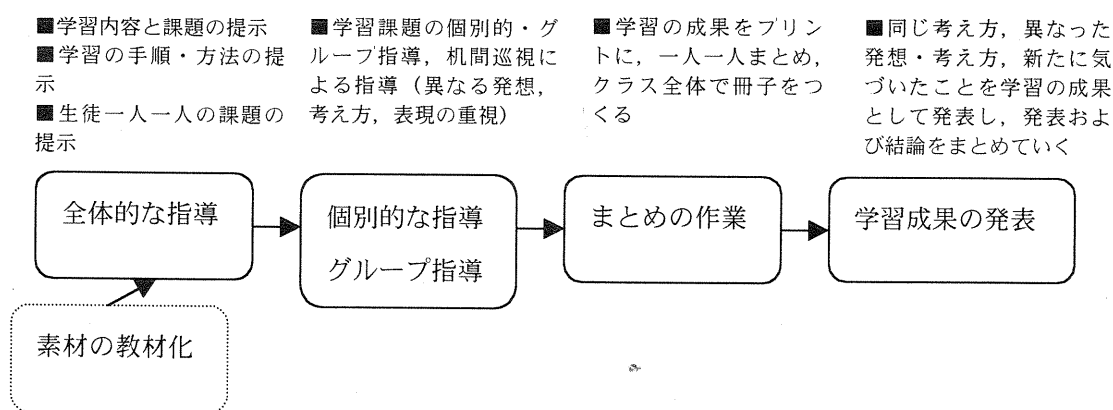 ■学習内容と課題の提示
■学習の手順・方法の提
示
■生徒一人一人の課題の
提示
■学習課題の個別的・グ
ループ指導，机間巡視に
よる指導（異なる発想，
考え方，表現の重視）
■学習の成果をプリン
トに，一人一人まとめ，
クラス全体で冊子をつ
くる
■同じ考え方，異なった
発想・考え方，新たに気
づいたことを学習の成果
として発表し，発表およ
び結論をまとめていく
全体的な指導
個別的な指導
グループ指導
まとめの作業
学習成果の発表
素材の教材化